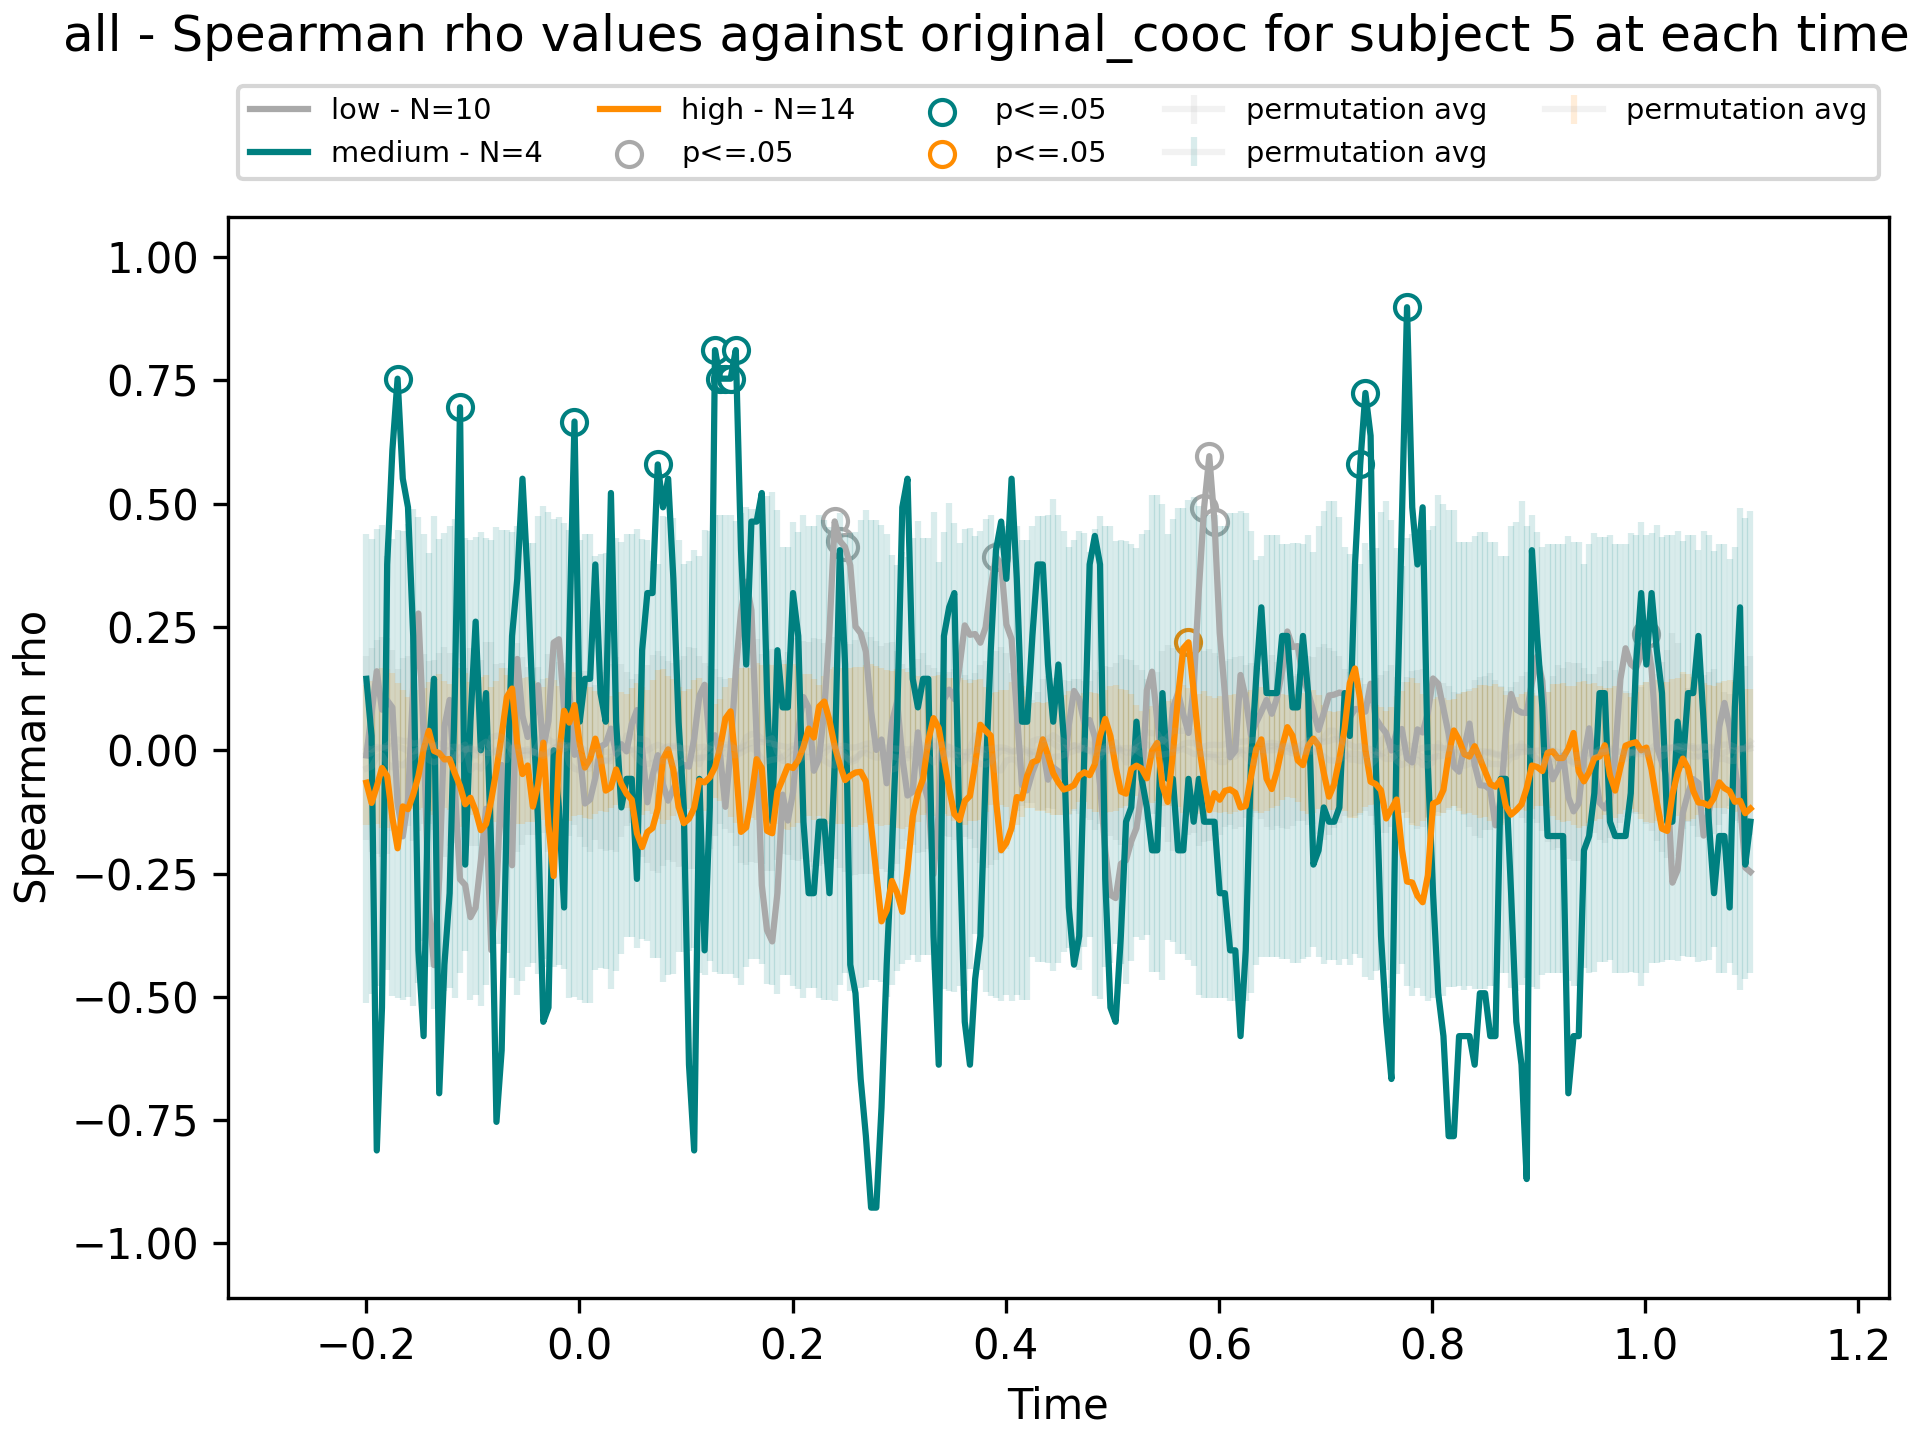 all - Spearman rho values against original_cooc for subject 5 at each time
low - N=10
medium - N=4
high - N=14
p<=.05
p<=.05
p<=.05
permutation avg
permutation avg
permutation avg
1.00
0.75
0.50
0.25
0.00
−0.25
−0.50
−0.75
−1.00
Spearman rho
−0.2 0.0 0.2 0.4 0.6 0.8 1.0 1.2
Time